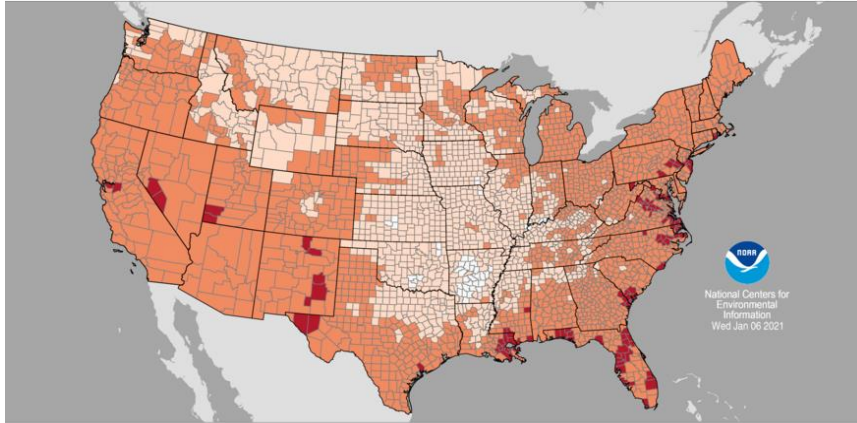 NOAA
National Centers for
Environmental
Information
Wed Jan 06 2021